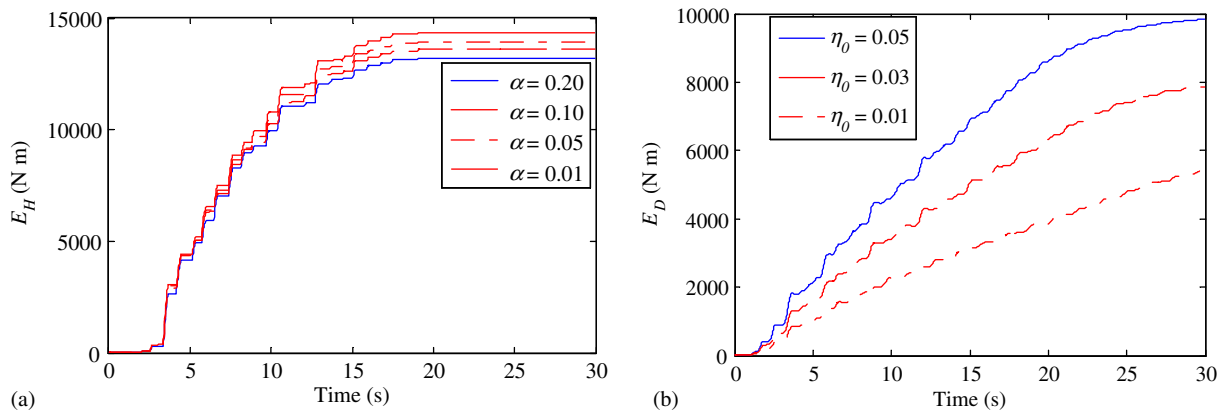 15000
10000
5000
0
E_H (N m)
α = 0.20
α = 0.10
α = 0.05
α = 0.01
0 5 10 15 20 25 30
Time (s)
(a)
10000
8000
6000
4000
2000
0
E_D (N m)
η_0 = 0.05
η_0 = 0.03
η_0 = 0.01
0 5 10 15 20 25 30
Time (s)
(b)